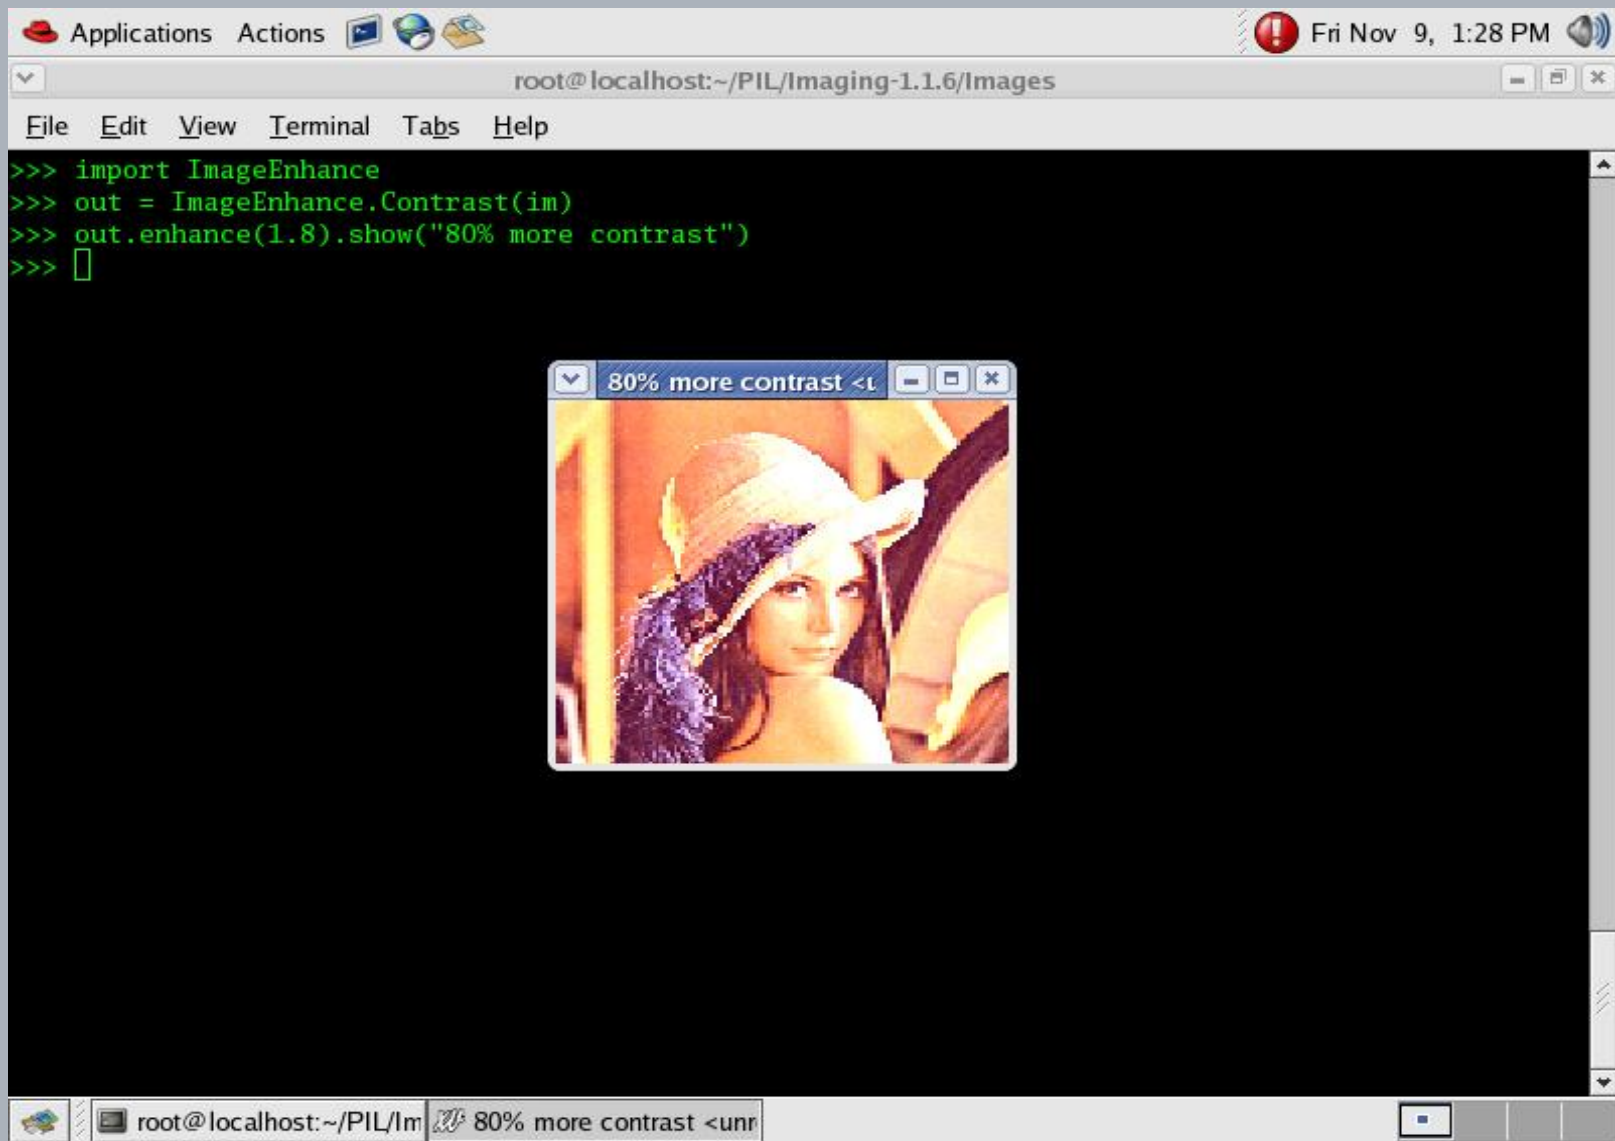 Applications Actions Fri Nov 9, 1:28 PM
root@localhost:~/PIL/Imaging-1.1.6/Images
File Edit View Terminal Tabs Help
>>> import ImageEnhance
>>> out = ImageEnhance.Contrast(im)
>>> out.enhance(1.8).show("80% more contrast")
>>>
80% more contrast <u
root@localhost:~/PIL/Im 80% more contrast <unr